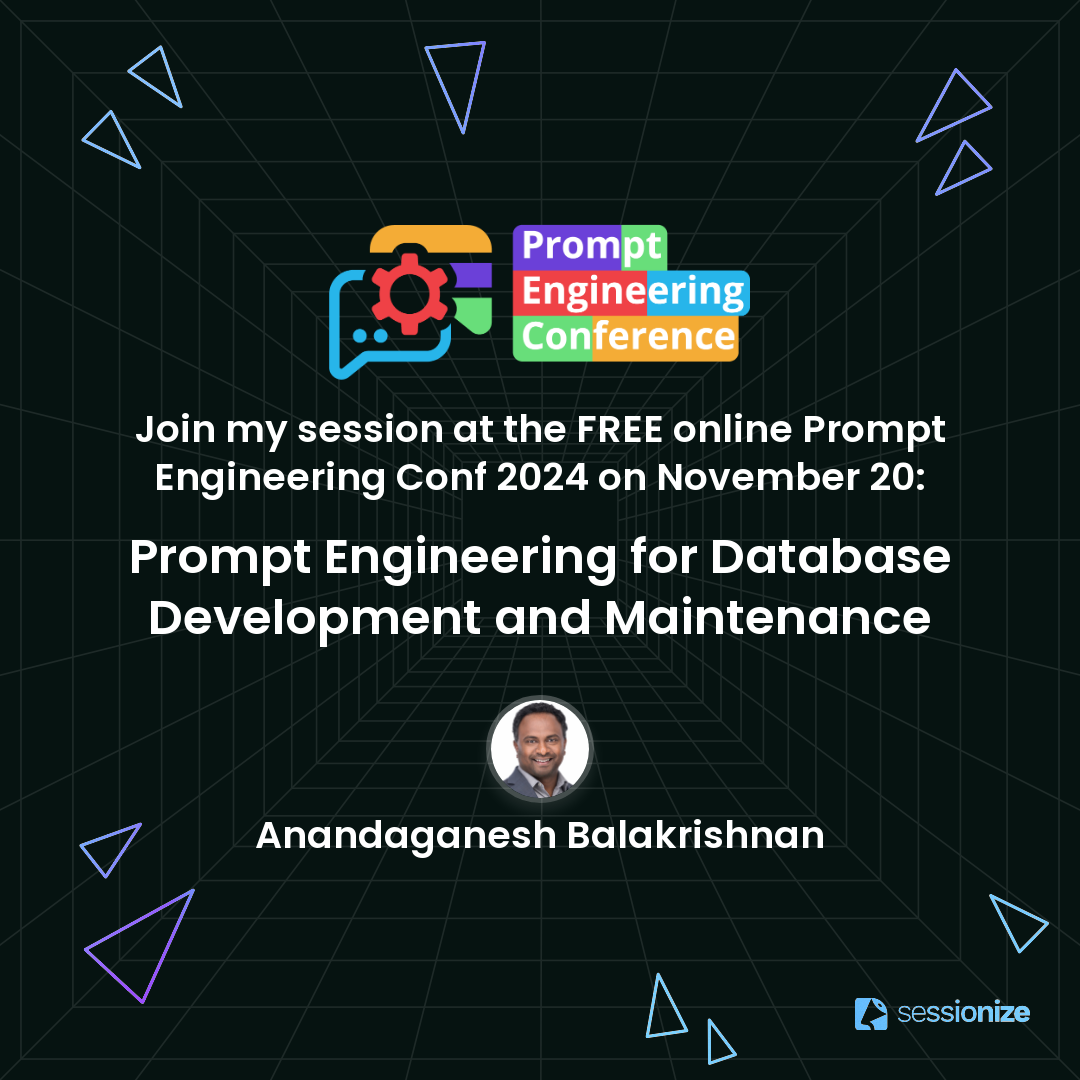 Prompt
Engineering
Conference
Join my session at the FREE online Prompt
Engineering Conf 2024 on November 20:
Prompt Engineering for Database
Development and Maintenance
Anandaganesh Balakrishnan
sessionize